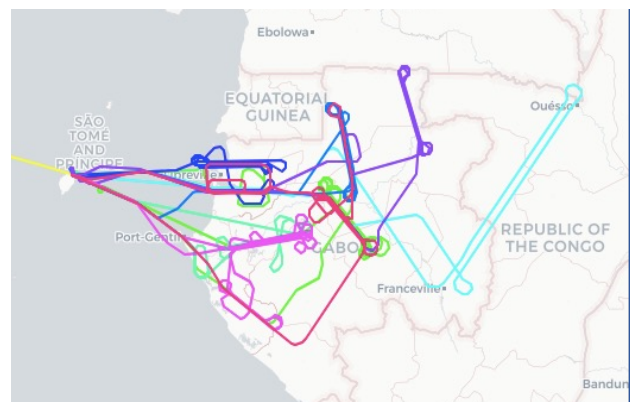 Ebolowa
EQUATORIAL
GUINEA
Ouésso
SÃO
TOMÉ
AND
PRÍNCIPE
Port-Gentil
REPUBLIC OF
THE CONGO
Franceville
Bandun